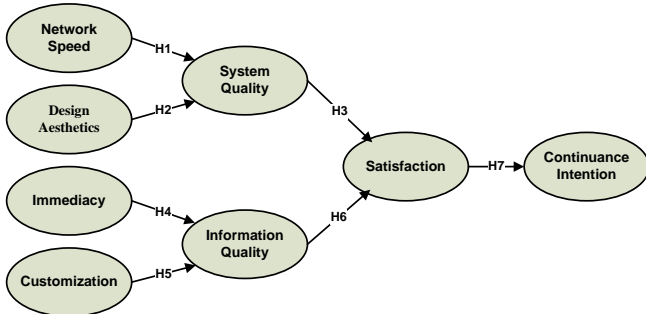 Network
Speed
H1
System
Quality
Design
Aesthetics
H2
H3
Satisfaction
H7
Continuance
Intention
Immediacy
H4
Information
Quality
H6
Customization
H5